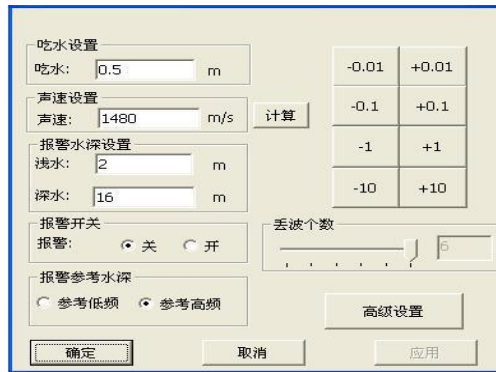 吃水设置
吃水: 0.5 m
声速设置
声速: 1480 m/s 计算
报警水深设置
浅水: 2 m
深水: 16 m
报警开关
报警: 关 开
报警参考水深
参考低频 参考高频
-0.01 +0.01
-0.1 +0.1
-1 +1
-10 +10
丢波个数
6
高级设置
确定 取消 应用